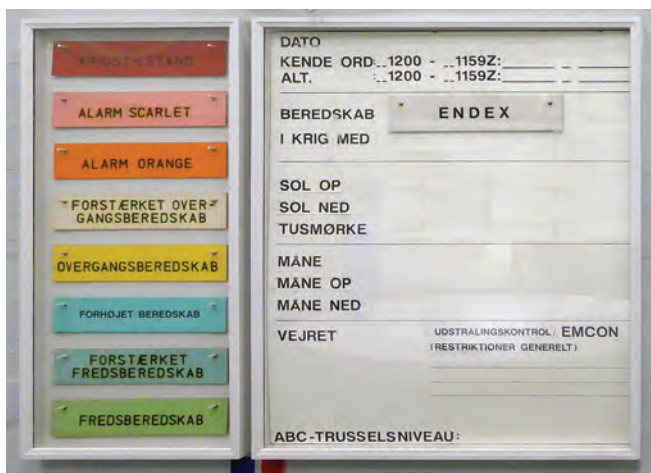 KRIGSTILSTAND
ALARM SCARLET
ALARM ORANGE
FORSTÆRKET OVER-
GANGSBEREDSKAB
OVERGANGSBEREDSKAB
FORHØJET BEREDSKAB
FORSTÆRKET
FREDSBEREDSKAB
FREDSBEREDSKAB
DATO
KENDE ORD:..1200 - ..1159Z:
ALT. :..1200 - ..1159Z:
BEREDSKAB ENDEX
I KRIG MED
SOL OP
SOL NED
TUSMØRKE
MÅNE
MÅNE OP
MÅNE NED
VEJRET
UDSTRALINGSKONTROL/ EMCON
(RESTRIKTIONER GENERELT)
ABC-TRUSSELSNIVEAU: